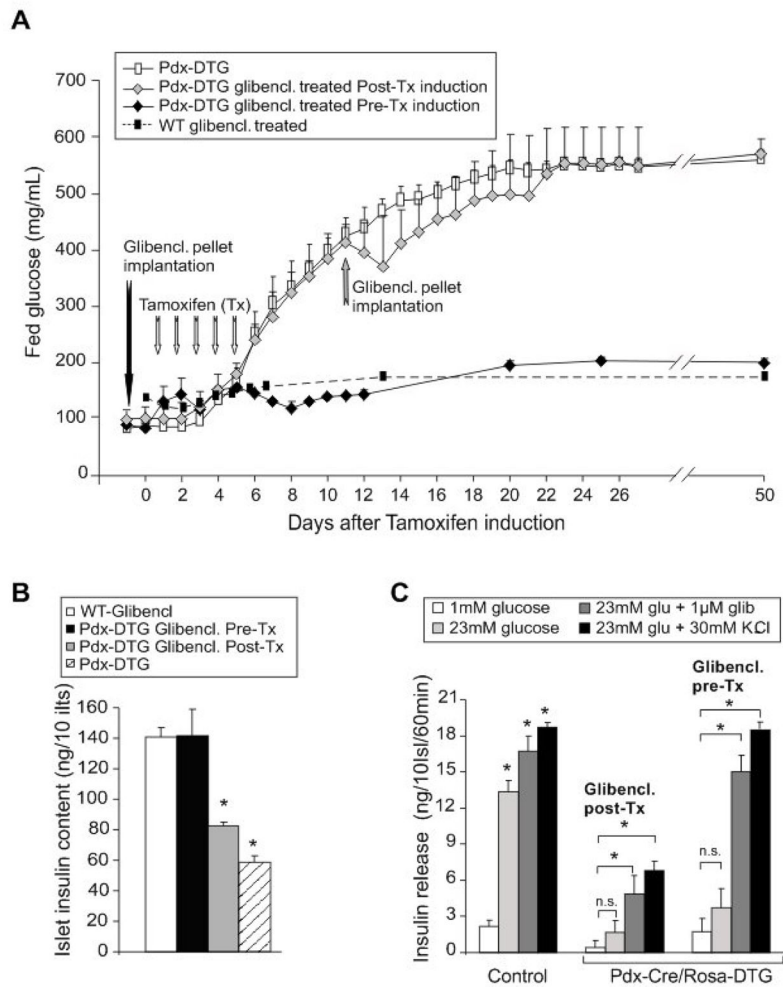 A
Pdx-DTG
Pdx-DTG glibencl. treated Post-Tx induction
Pdx-DTG glibencl. treated Pre-Tx induction
WT glibencl. treated
700
600
500
400
300
200
100
0
Fed glucose (mg/mL)
Glibencl. pellet
implantation
Tamoxifen (Tx)
Glibencl. pellet
implantation
0 2 4 6 8 10 12 14 16 18 20 22 24 26 50
Days after Tamoxifen induction
B
WT-Glibencl
Pdx-DTG Glibencl. Pre-Tx
Pdx-DTG Glibencl. Post-Tx
Pdx-DTG
160
140
120
100
80
60
40
20
0
Islet insulin content (ng/10 ilts)
*
*
C
1mM glucose
23mM glu + 1µM glib
23mM glucose
23mM glu + 30mM KCl
21
18
15
12
9
6
3
0
Insulin release (ng/10Isl/60min)
* * *
Glibencl.
post-Tx
*
*
n.s.
Glibencl.
pre-Tx
*
*
n.s.
Control
Pdx-Cre/Rosa-DTG